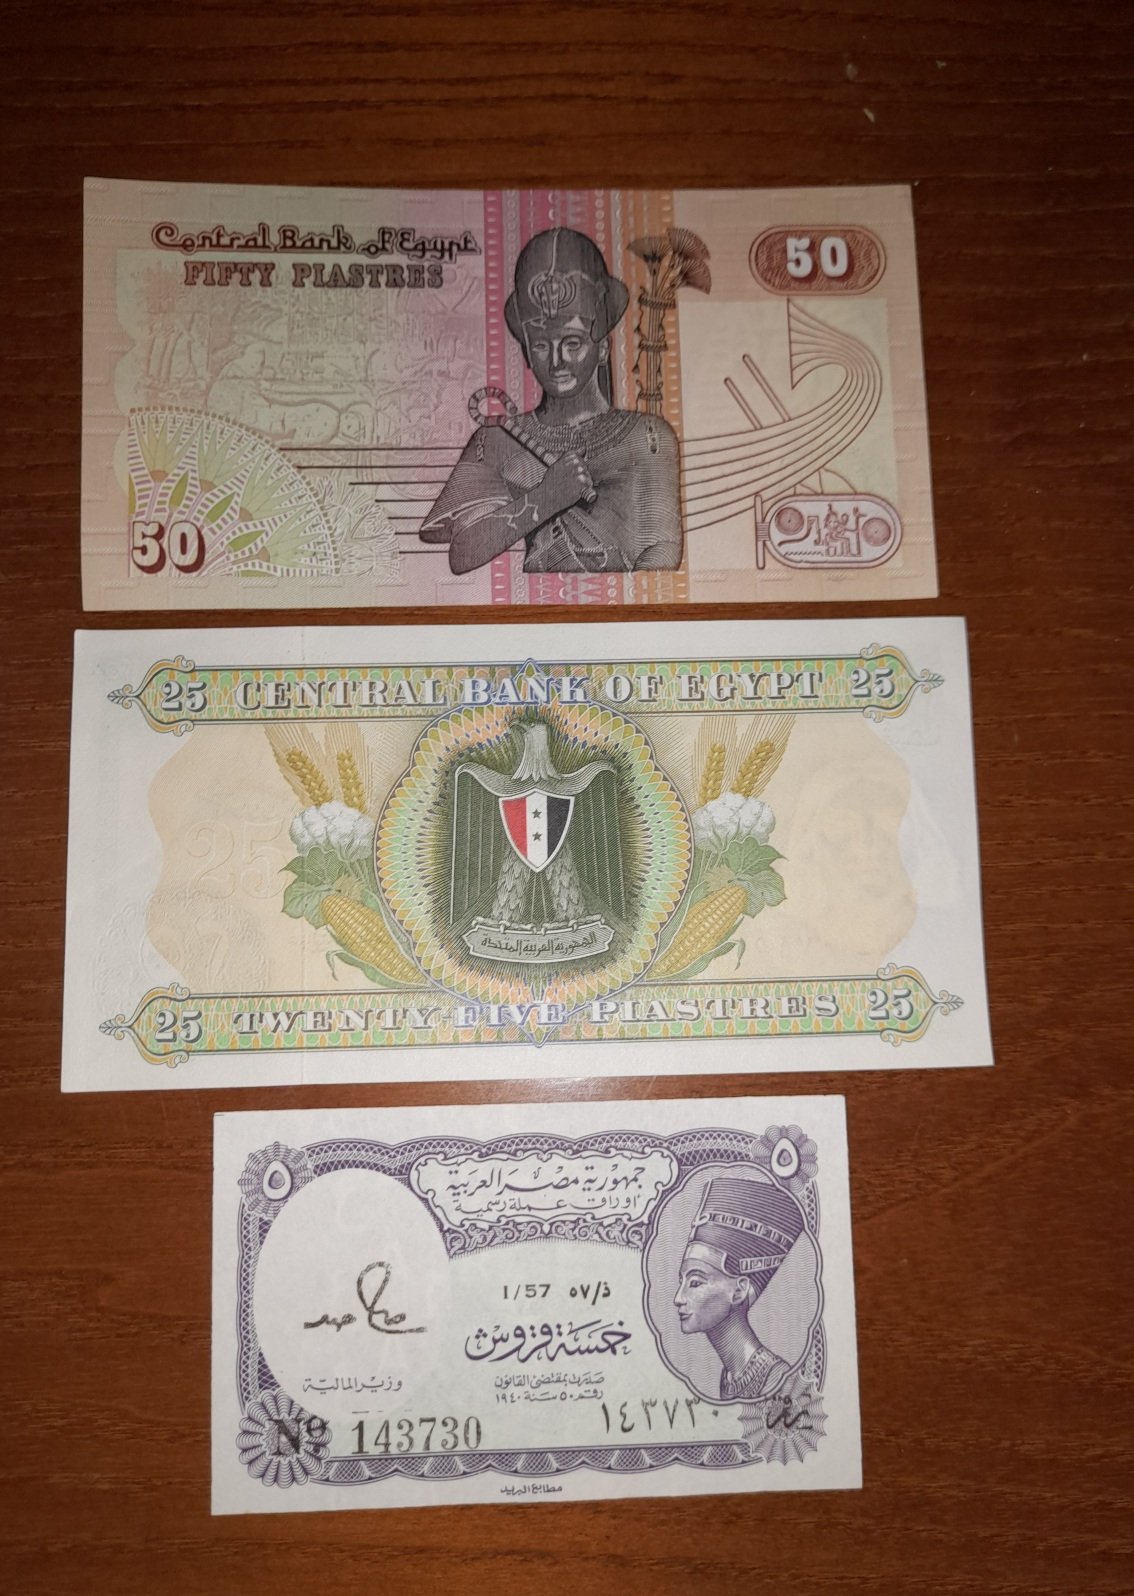 Central Bank of Egypt
FIFTY PIASTRES
50
50
25 CENTRAL BANK OF EGYPT 25
25
الجمهورية العربية المتحدة
25 TWENTY-FIVE PIASTRES 25
٥
٥
جمهورية مصر العربية
أوراق عملة رسمية
1/57 ٥٧/ذ
خمسة قروش
وزير المالية
صدرت بمقتضى القانون
رقم ٥٠ سنة ١٩٤٠
١٤٣٧٣٠
Nº 143730
مطابع البريد